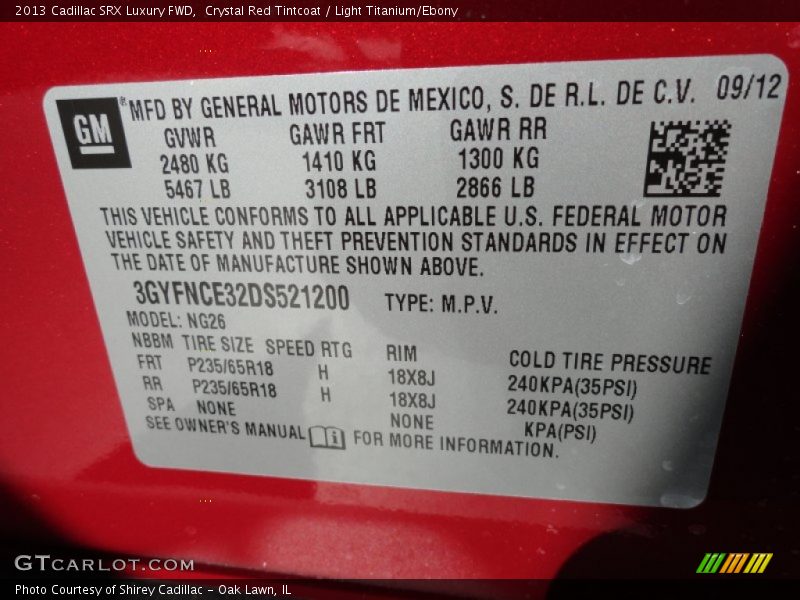 2013 Cadillac SRX Luxury FWD, Crystal Red Tintcoat / Light Titanium/Ebony
GM ® MFD BY GENERAL MOTORS DE MEXICO, S. DE R.L. DE C.V. 09/12
GVWR GAWR FRT GAWR RR
2480 KG 1410 KG 1300 KG
5467 LB 3108 LB 2866 LB
THIS VEHICLE CONFORMS TO ALL APPLICABLE U.S. FEDERAL MOTOR
VEHICLE SAFETY AND THEFT PREVENTION STANDARDS IN EFFECT ON
THE DATE OF MANUFACTURE SHOWN ABOVE.
3GYFNCE32DS521200 TYPE: M.P.V.
MODEL: NG26
NBBM TIRE SIZE SPEED RTG RIM COLD TIRE PRESSURE
FRT P235/65R18 H 18X8J 240KPA(35PSI)
RR P235/65R18 H 18X8J 240KPA(35PSI)
SPA NONE NONE KPA(PSI)
SEE OWNER'S MANUAL FOR MORE INFORMATION.
GTCARLOT.COM
Photo Courtesy of Shirey Cadillac - Oak Lawn, IL